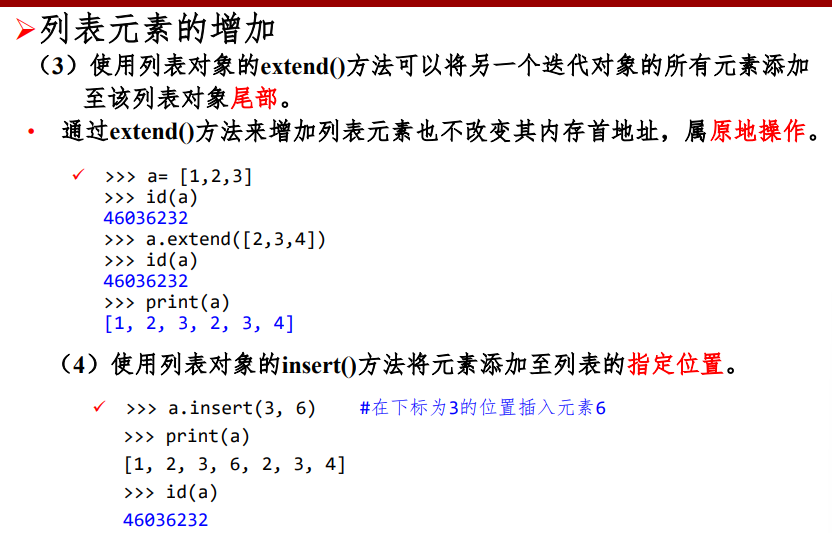 ➢列表元素的增加
（3）使用列表对象的extend()方法可以将另一个迭代对象的所有元素添加
至该列表对象尾部。
• 通过extend()方法来增加列表元素也不改变其内存首地址，属原地操作。
✓ >>> a= [1,2,3]
>>> id(a)
46036232
>>> a.extend([2,3,4])
>>> id(a)
46036232
>>> print(a)
[1, 2, 3, 2, 3, 4]
（4）使用列表对象的insert()方法将元素添加至列表的指定位置。
✓ >>> a.insert(3, 6) #在下标为3的位置插入元素6
>>> print(a)
[1, 2, 3, 6, 2, 3, 4]
>>> id(a)
46036232